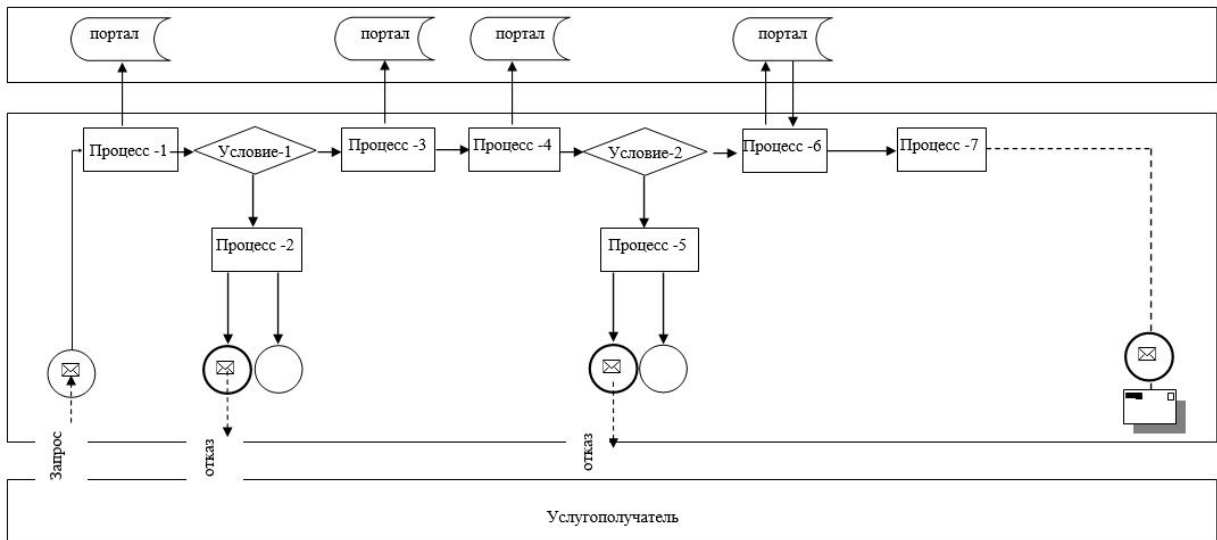 портал
портал
портал
портал
Процесс -1
Условие-1
Процесс -3
Процесс -4
Условие-2
Процесс -6
Процесс -7
Процесс -2
Процесс -5
Запрос
отказ
отказ
Услугополучатель